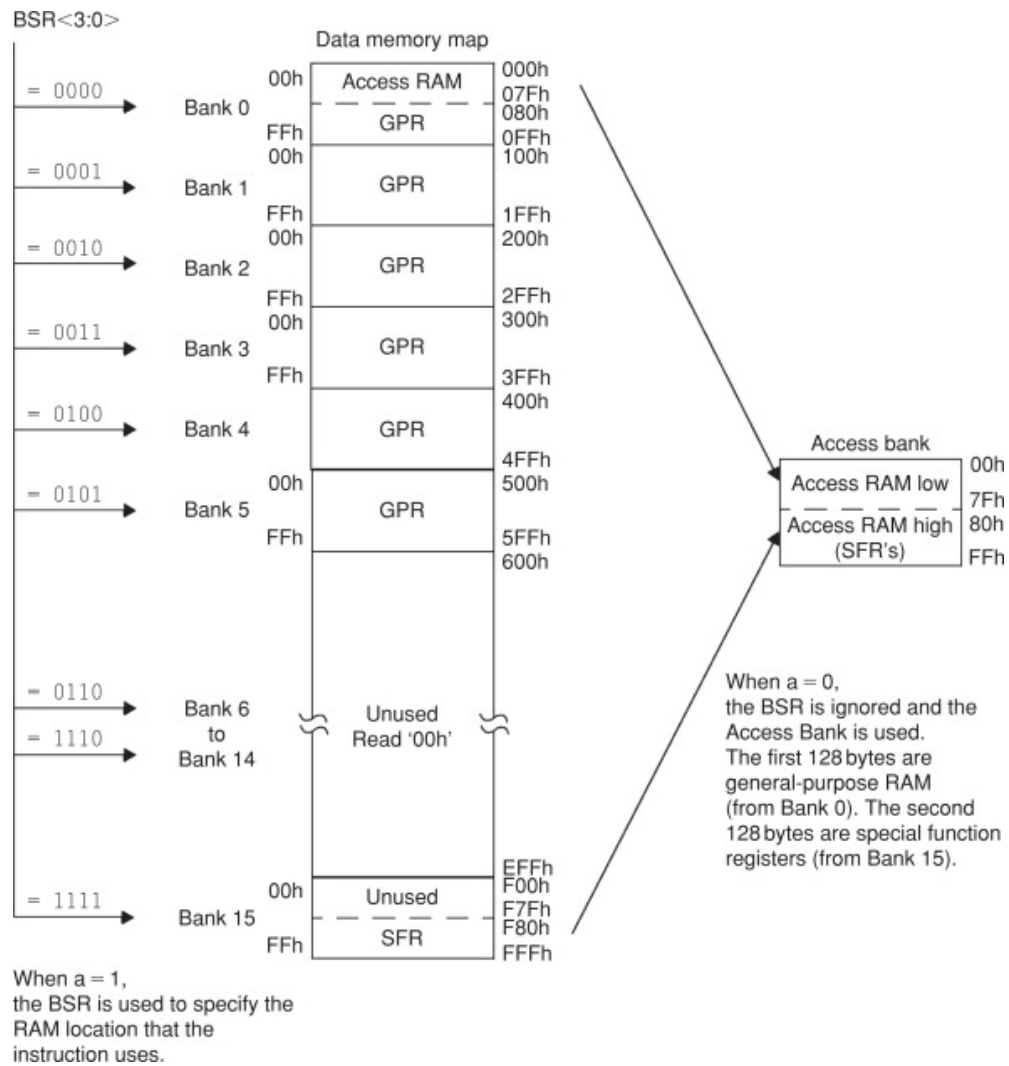 BSR<3:0>
Data memory map
= 0000
Bank 0
00h
Access RAM
000h
07Fh
GPR
080h
FFh
0FFh
= 0001
Bank 1
00h
GPR
100h
FFh
1FFh
= 0010
Bank 2
00h
GPR
200h
FFh
2FFh
= 0011
Bank 3
00h
GPR
300h
FFh
3FFh
= 0100
Bank 4
GPR
400h
4FFh
= 0101
Bank 5
00h
GPR
500h
FFh
5FFh
600h
= 0110
= 1110
Bank 6
to
Bank 14
Unused
Read ‘00h’
EFFh
= 1111
Bank 15
00h
Unused
F00h
F7Fh
SFR
F80h
FFh
FFFh
When a = 1,
the BSR is used to specify the
RAM location that the
instruction uses.
Access bank
Access RAM low
00h
7Fh
Access RAM high
(SFR's)
80h
FFh
When a = 0,
the BSR is ignored and the
Access Bank is used.
The first 128 bytes are
general-purpose RAM
(from Bank 0). The second
128 bytes are special function
registers (from Bank 15).